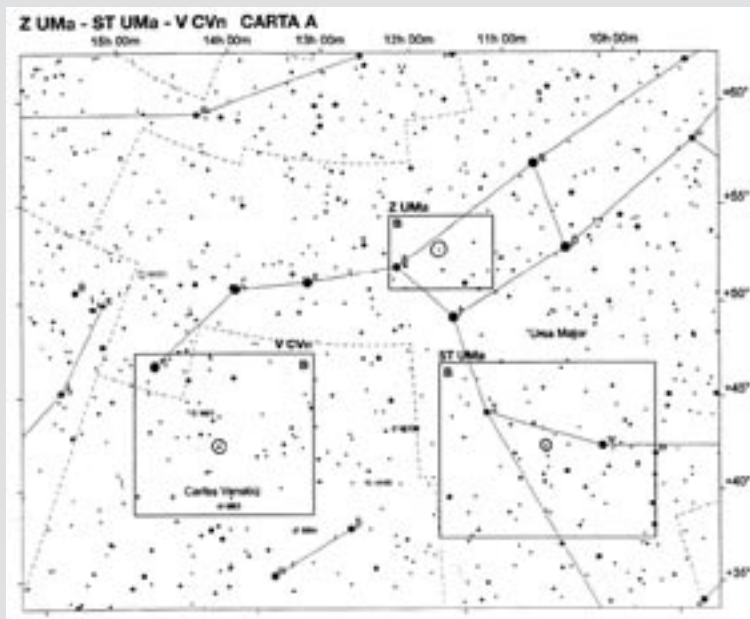 Z UMa - ST UMa - V CVn CARTA A
15h 00m 14h 00m 13h 00m 12h 00m 11h 00m 10h 00m
+60°
+55°
Z UMa
B
+50°
Ursa Major
V CVn
B
ST UMa
B
+45°
+40°
Canes Venatici
+35°